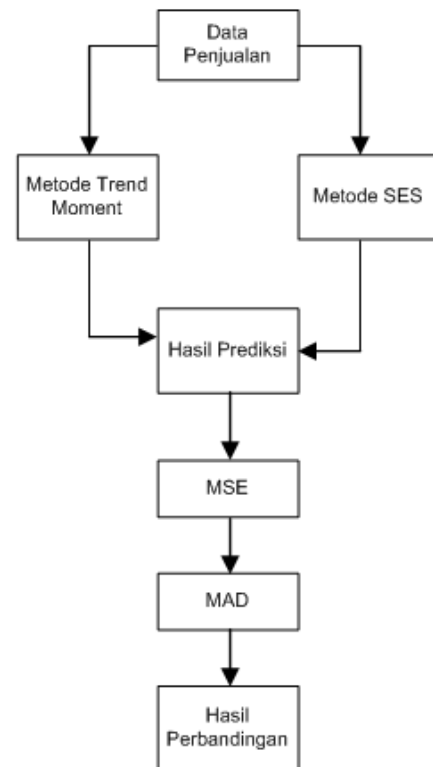 Data
Penjualan
Metode Trend
Moment
Metode SES
Hasil Prediksi
MSE
MAD
Hasil
Perbandingan